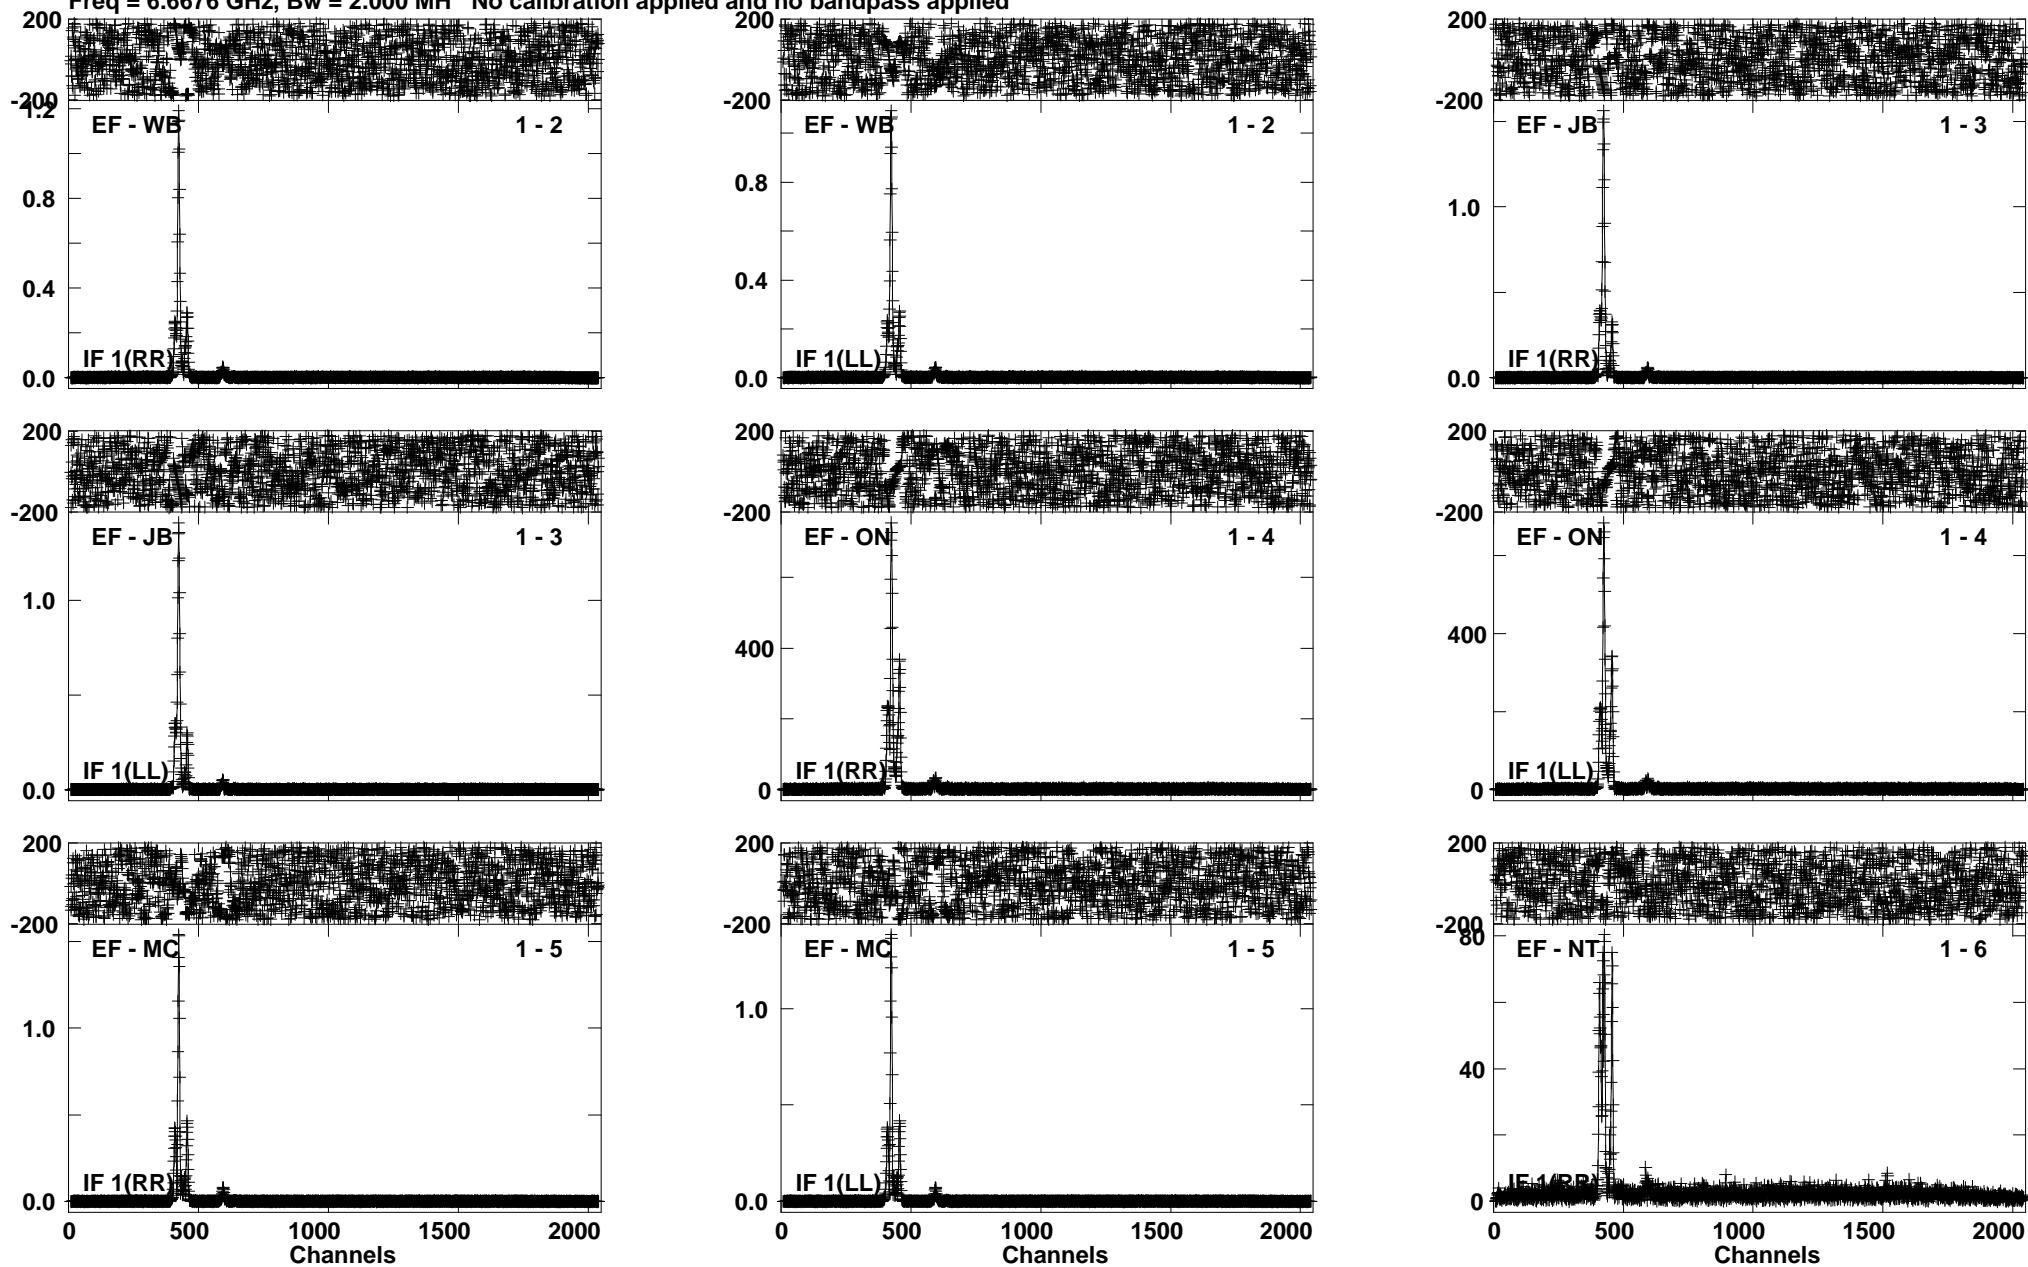 Freq = 6.6676 GHz, Bw = 2.000 MH No calibration applied and no bandpass applied
200
-200
1.2
0.8
0.4
0.0
EF - WB
1 - 2
IF 1(RR)
-200
0.8
0.4
0.0
EF - WB
1 - 2
IF 1(LL)
200
-200
1.0
0.0
EF - JB
1 - 3
IF 1(RR)
200
-200
1.0
0.0
EF - JB
1 - 3
IF 1(LL)
200
-200
400
0
EF - ON
1 - 4
IF 1(RR)
200
-200
400
0
EF - ON
1 - 4
IF 1(LL)
200
-200
1.0
0.0
EF - MC
1 - 5
IF 1(RR)
0 500 1000 1500 2000
Channels
200
-200
1.0
0.0
EF - MC
1 - 5
IF 1(LL)
0 500 1000 1500 2000
Channels
200
-200
80
40
0
EF - NT
1 - 6
IF 1(RR)
0 500 1000 1500 2000
Channels